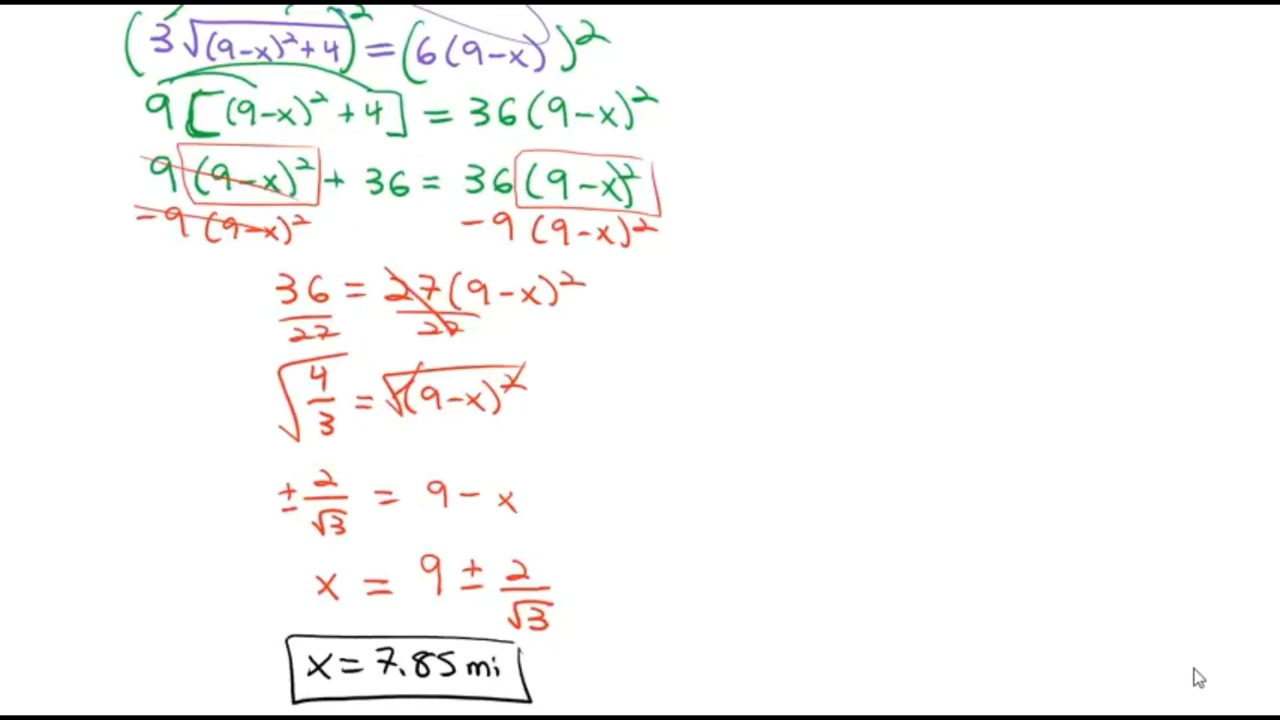 (3√((9-x)²+4))² = (6(9-x))²
9[(9-x)²+4] = 36(9-x)²
9(9-x)² + 36 = 36(9-x)²
-9(9-x)² -9(9-x)²
36/27 = 27(9-x)²/27
√(4/3) = √(9-x)²
± 2/√3 = 9 - x
x = 9 ± 2/√3
x = 7.85 mi